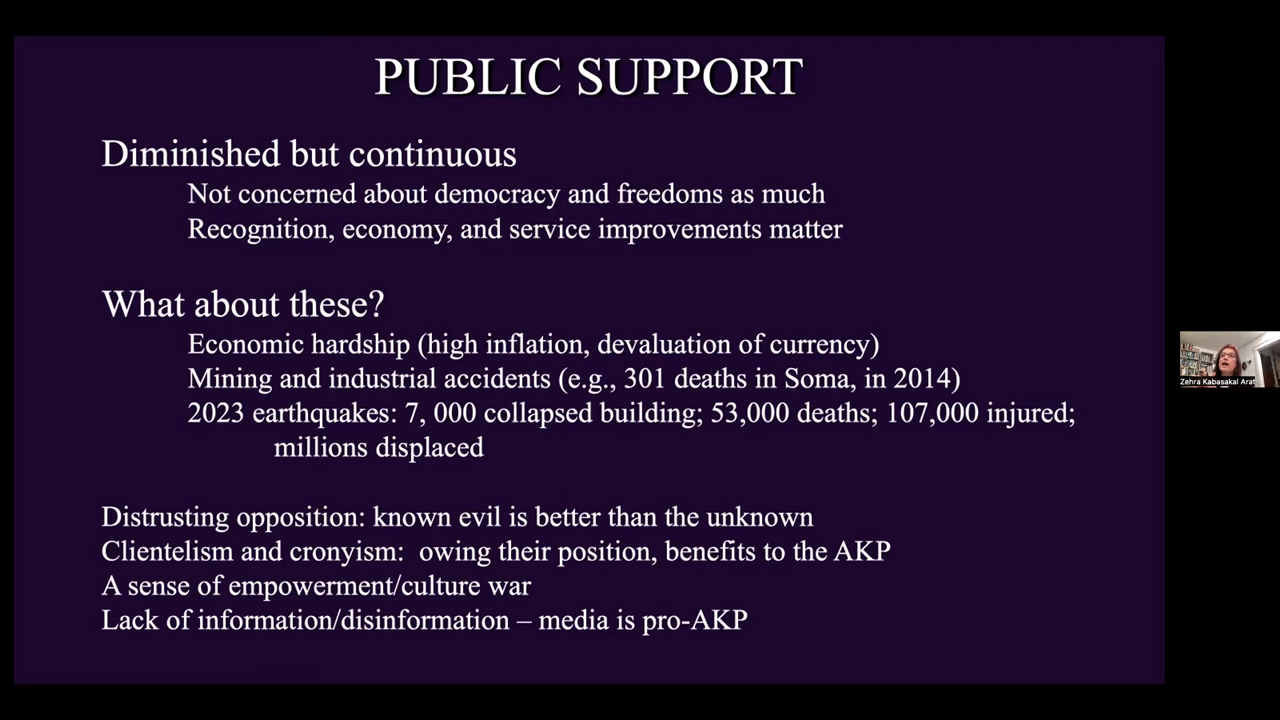 PUBLIC SUPPORT
Diminished but continuous
Not concerned about democracy and freedoms as much
Recognition, economy, and service improvements matter
What about these?
Economic hardship (high inflation, devaluation of currency)
Mining and industrial accidents (e.g., 301 deaths in Soma, in 2014)
2023 earthquakes: 7, 000 collapsed building; 53,000 deaths; 107,000 injured;
millions displaced
Distrusting opposition: known evil is better than the unknown
Clientelism and cronyism:  owing their position, benefits to the AKP
A sense of empowerment/culture war
Lack of information/disinformation – media is pro-AKP
Zehra Kabasakal Arat